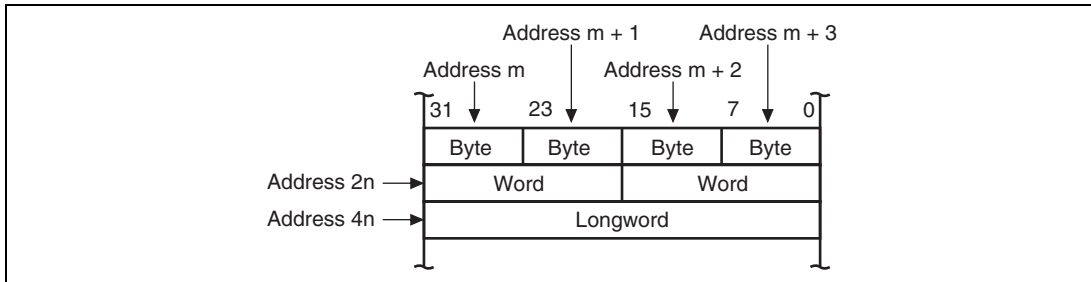 Address m + 1 Address m + 3
Address m Address m + 2
31 23 15 7 0
Byte Byte Byte Byte
Address 2n Word Word
Address 4n Longword